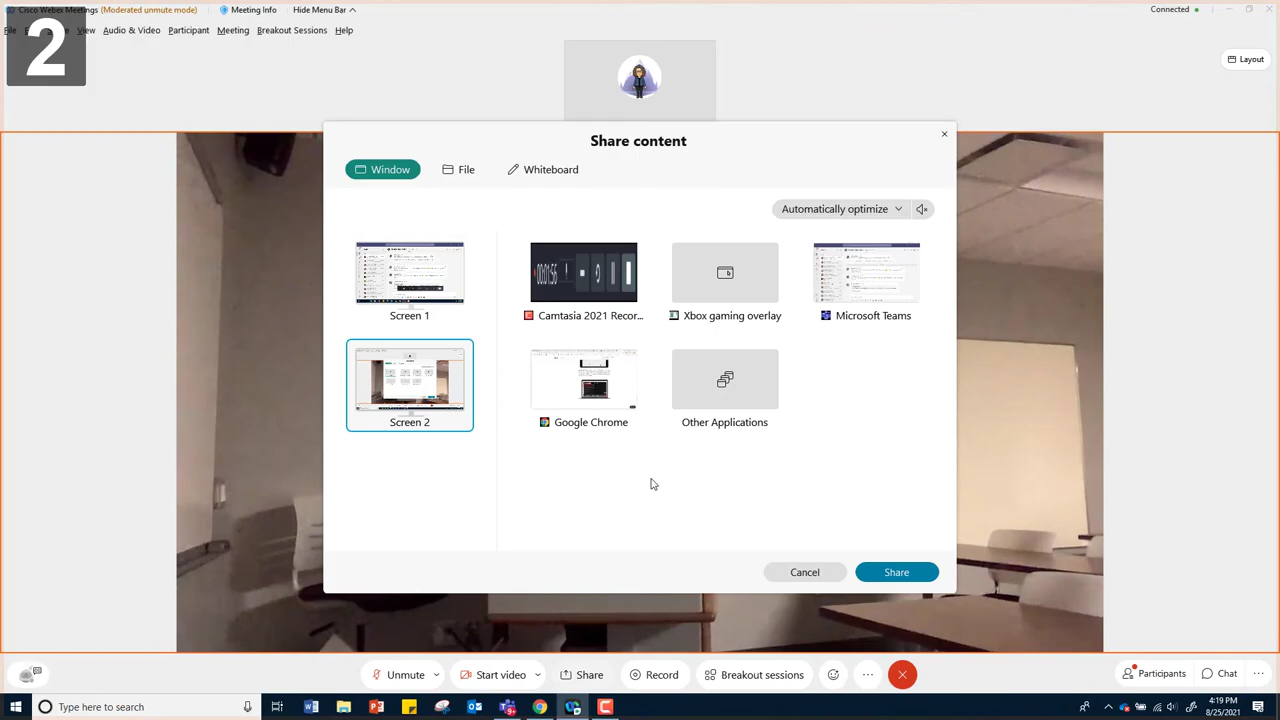 Cisco Webex Meetings (Moderated unmute mode) Meeting Info Hide Menu Bar Connected
File View Audio & Video Participant Meeting Breakout Sessions Help
2
Layout
Share content
Window File Whiteboard
Automatically optimize
Screen 1
Camtasia 2021 Recor... Xbox gaming overlay Microsoft Teams
Screen 2
Google Chrome Other Applications
Cancel Share
Unmute Start video Share Record Breakout sessions Participants Chat
Type here to search
4:19 PM
8/25/2021